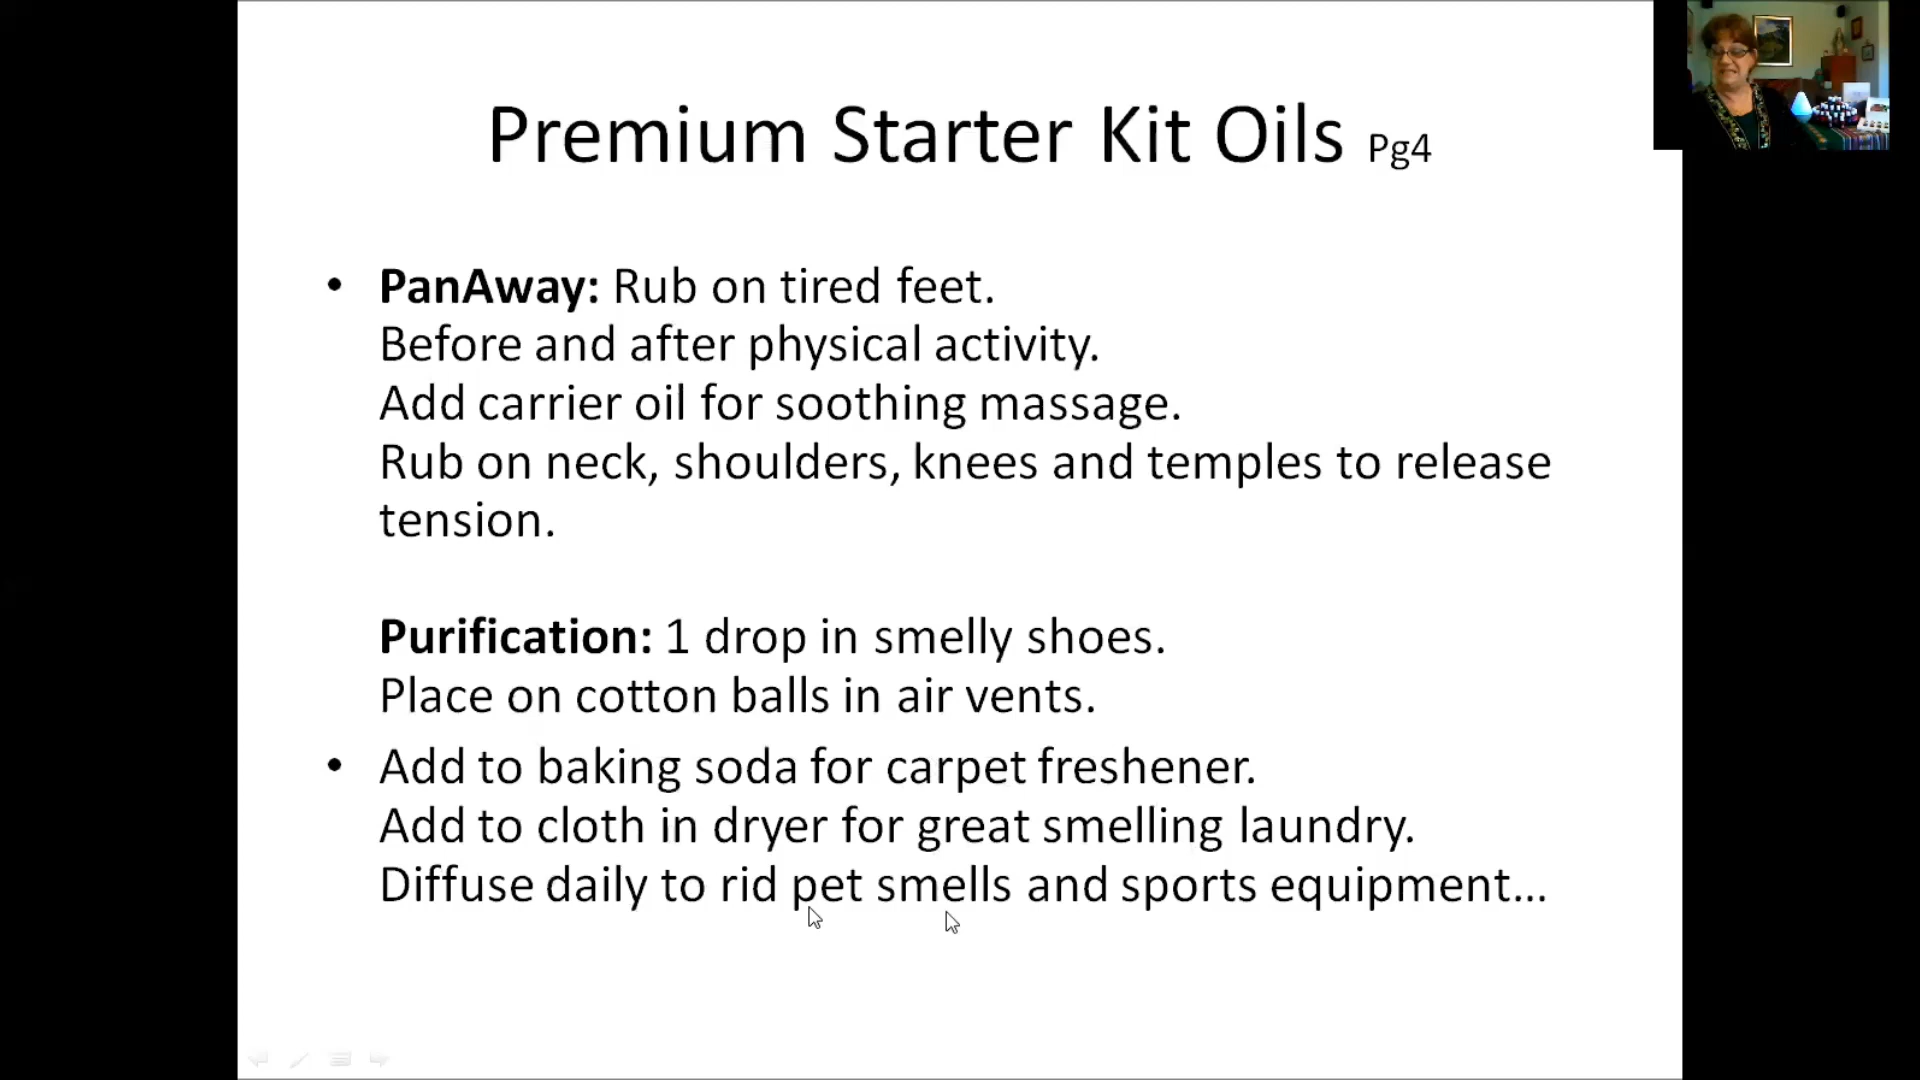 Premium Starter Kit Oils Pg4
• PanAway: Rub on tired feet.
Before and after physical activity.
Add carrier oil for soothing massage.
Rub on neck, shoulders, knees and temples to release
tension.
Purification: 1 drop in smelly shoes.
Place on cotton balls in air vents.
• Add to baking soda for carpet freshener.
Add to cloth in dryer for great smelling laundry.
Diffuse daily to rid pet smells and sports equipment...